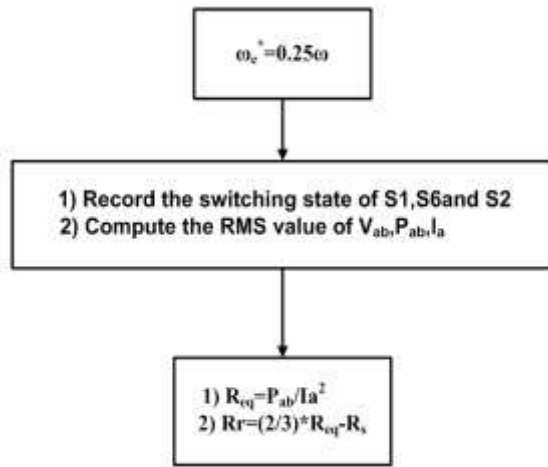 ωe*=0.25ω
1) Record the switching state of S1,S6and S2
2) Compute the RMS value of Vab,Pab,Ia
1) Req=Pab/Ia²
2) Rr=(2/3)*Req-Rs